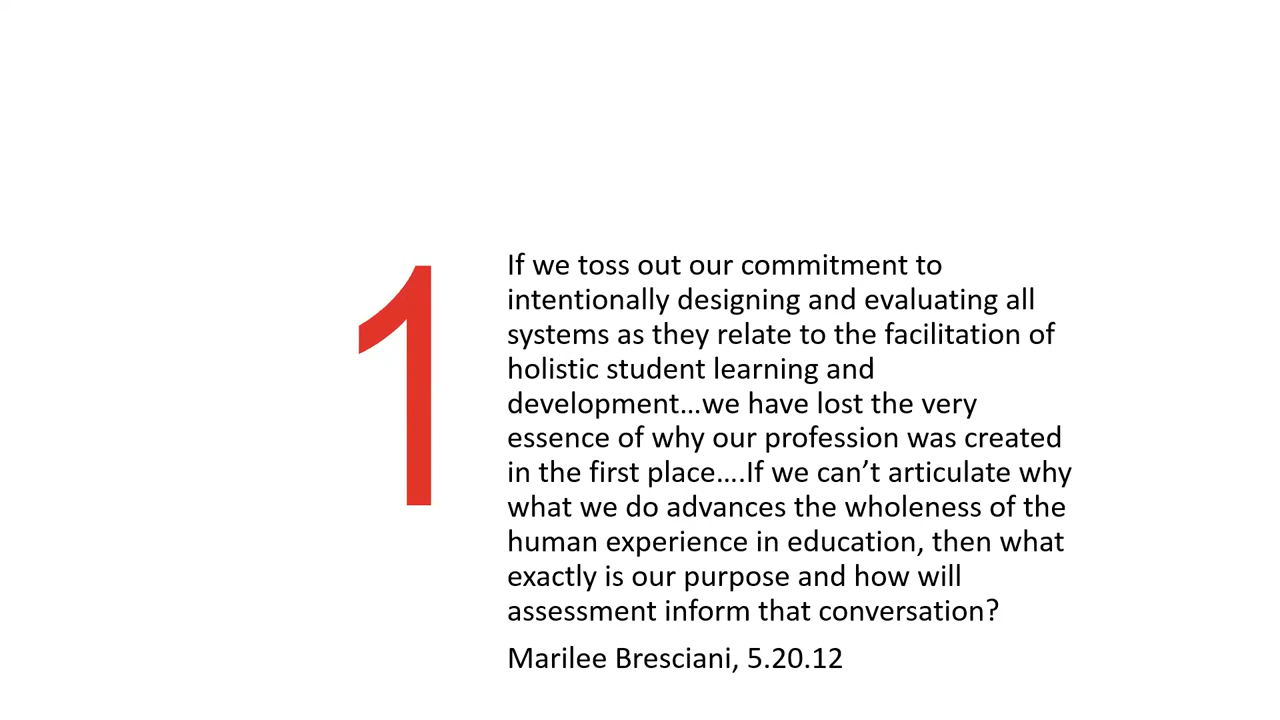 1
If we toss out our commitment to
intentionally designing and evaluating all
systems as they relate to the facilitation of
holistic student learning and
development…we have lost the very
essence of why our profession was created
in the first place….If we can’t articulate why
what we do advances the wholeness of the
human experience in education, then what
exactly is our purpose and how will
assessment inform that conversation?
Marilee Bresciani, 5.20.12